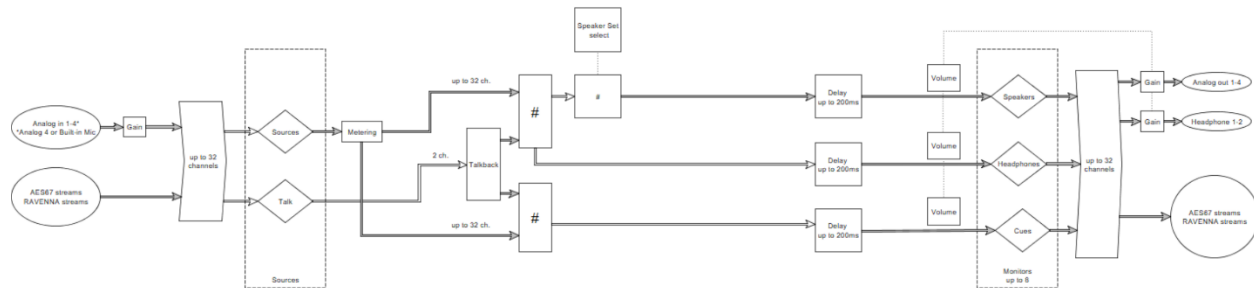 Speaker Set
select
Analog in 1-4*
*Analog 4 or Built-in Mic
Gain
AES67 streams
RAVENNA streams
up to 32
channels
Sources
Talk
Sources
Metering
up to 32 ch.
2 ch.
Talkback
up to 32 ch.
#
#
#
Delay
up to 200ms
Delay
up to 200ms
Delay
up to 200ms
Volume
Volume
Volume
Speakers
Headphones
Cues
Monitors
up to 8
up to 32
channels
Gain
Analog out 1-4
Gain
Headphone 1-2
AES67 streams
RAVENNA streams